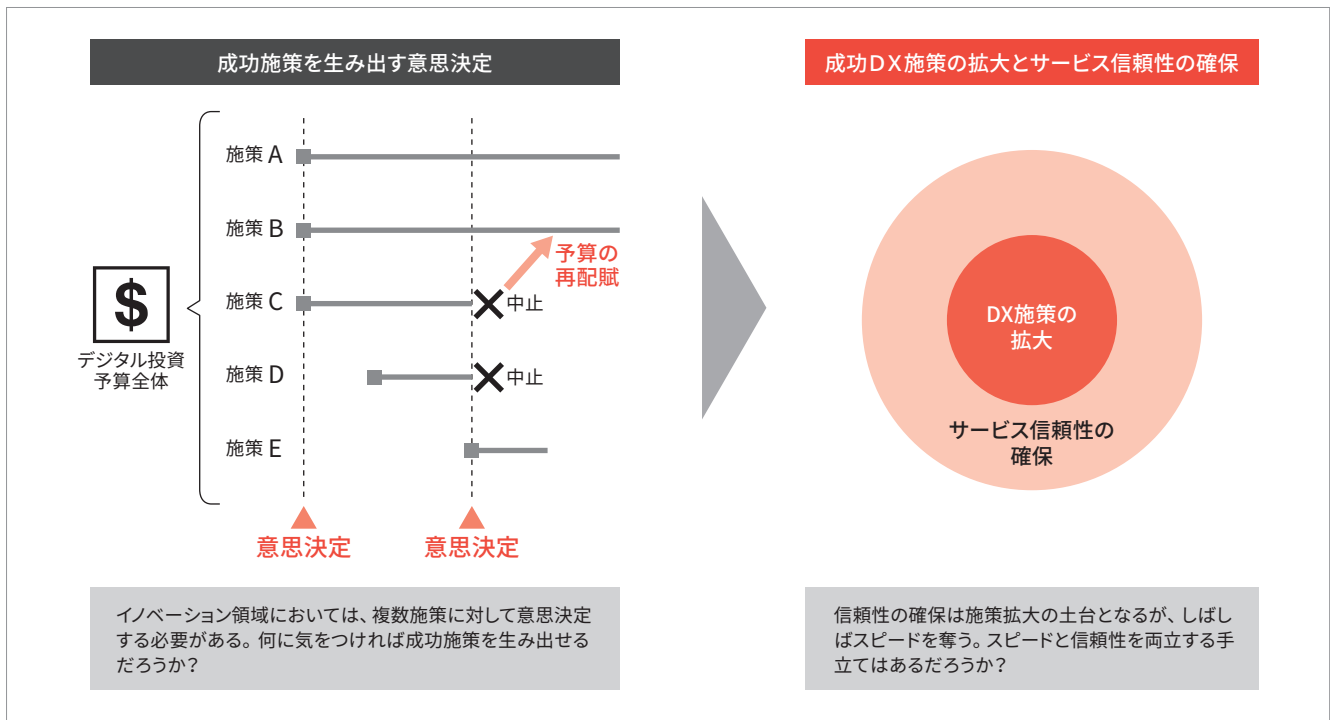 成功施策を生み出す意思決定
施策 A
施策 B
予算の
再配賦
施策 C
中止
$
デジタル投資
予算全体
施策 D
中止
施策 E
意思決定
意思決定
イノベーション領域においては、複数施策に対して意思決定
する必要がある。何に気をつければ成功施策を生み出せる
だろうか？
成功DX施策の拡大とサービス信頼性の確保
DX施策の
拡大
サービス信頼性の
確保
信頼性の確保は施策拡大の土台となるが、しばし
ばスピードを奪う。スピードと信頼性を両立する手
立てはあるだろうか？